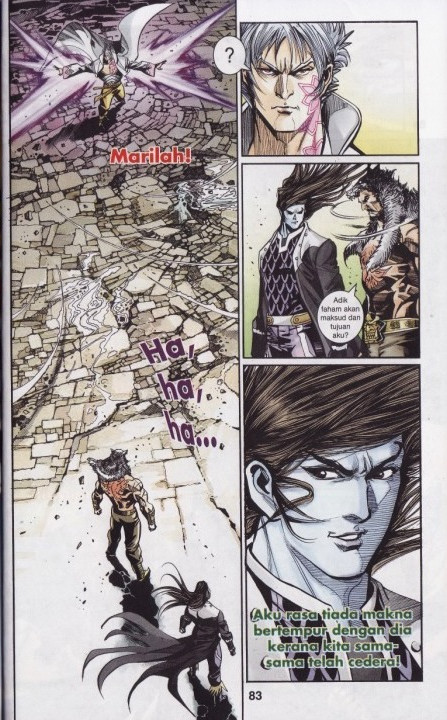 Marilah!
Ha,
ha,
ha...
?
Adik
faham akan
maksud dan
tujuan
aku?
Aku rasa tiada makna
bertempur dengan dia
kerana kita sama-
sama telah cedera!
83